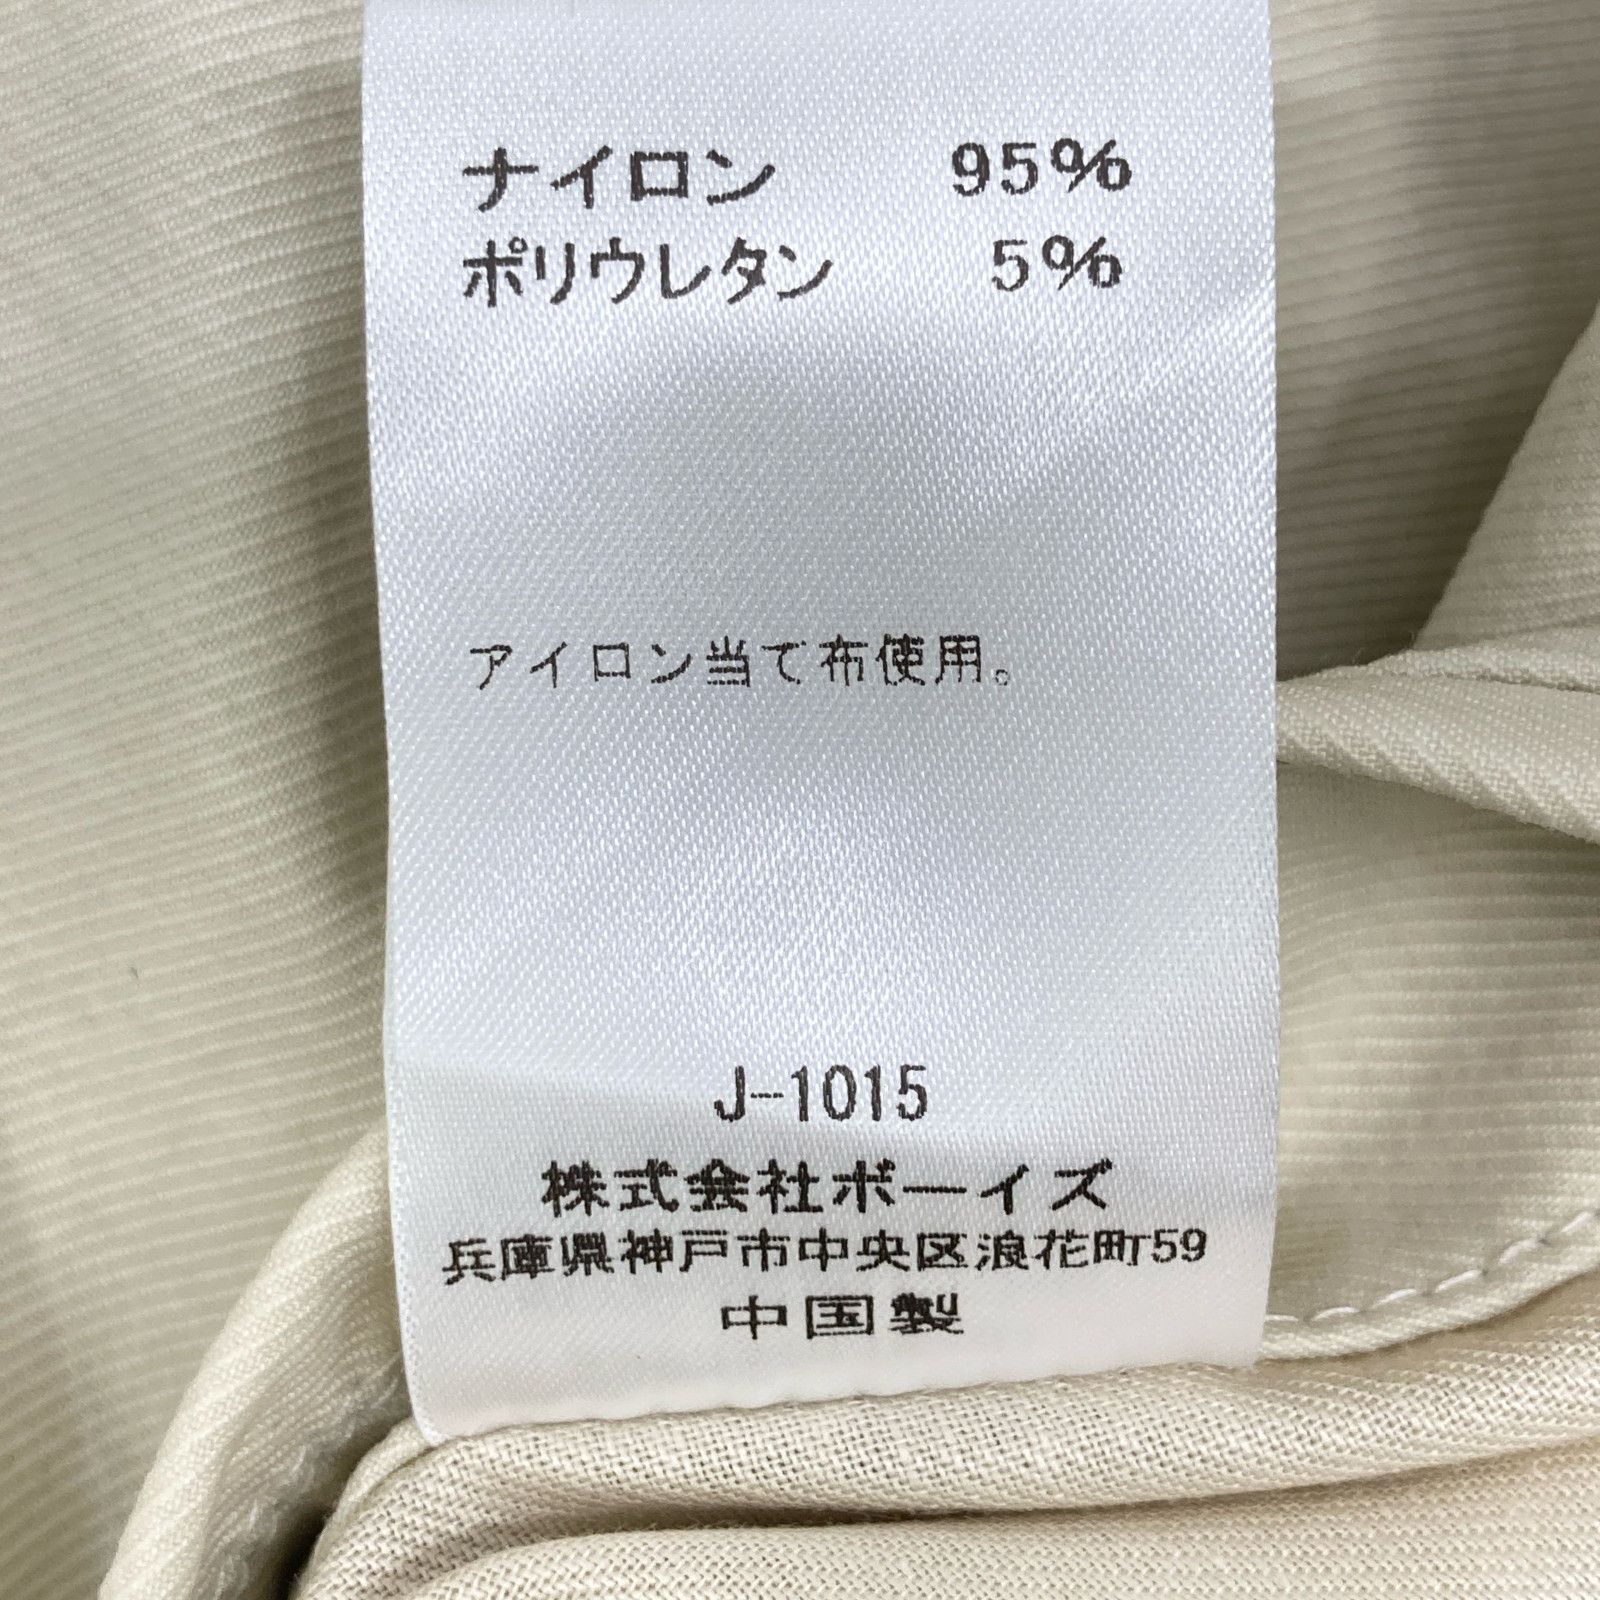 ナイロン 95%
ポリウレタン 5%
アイロン当て布使用。
J-1015
株式会社ボーイズ
兵庫県神戸市中央区浪花町59
中国製